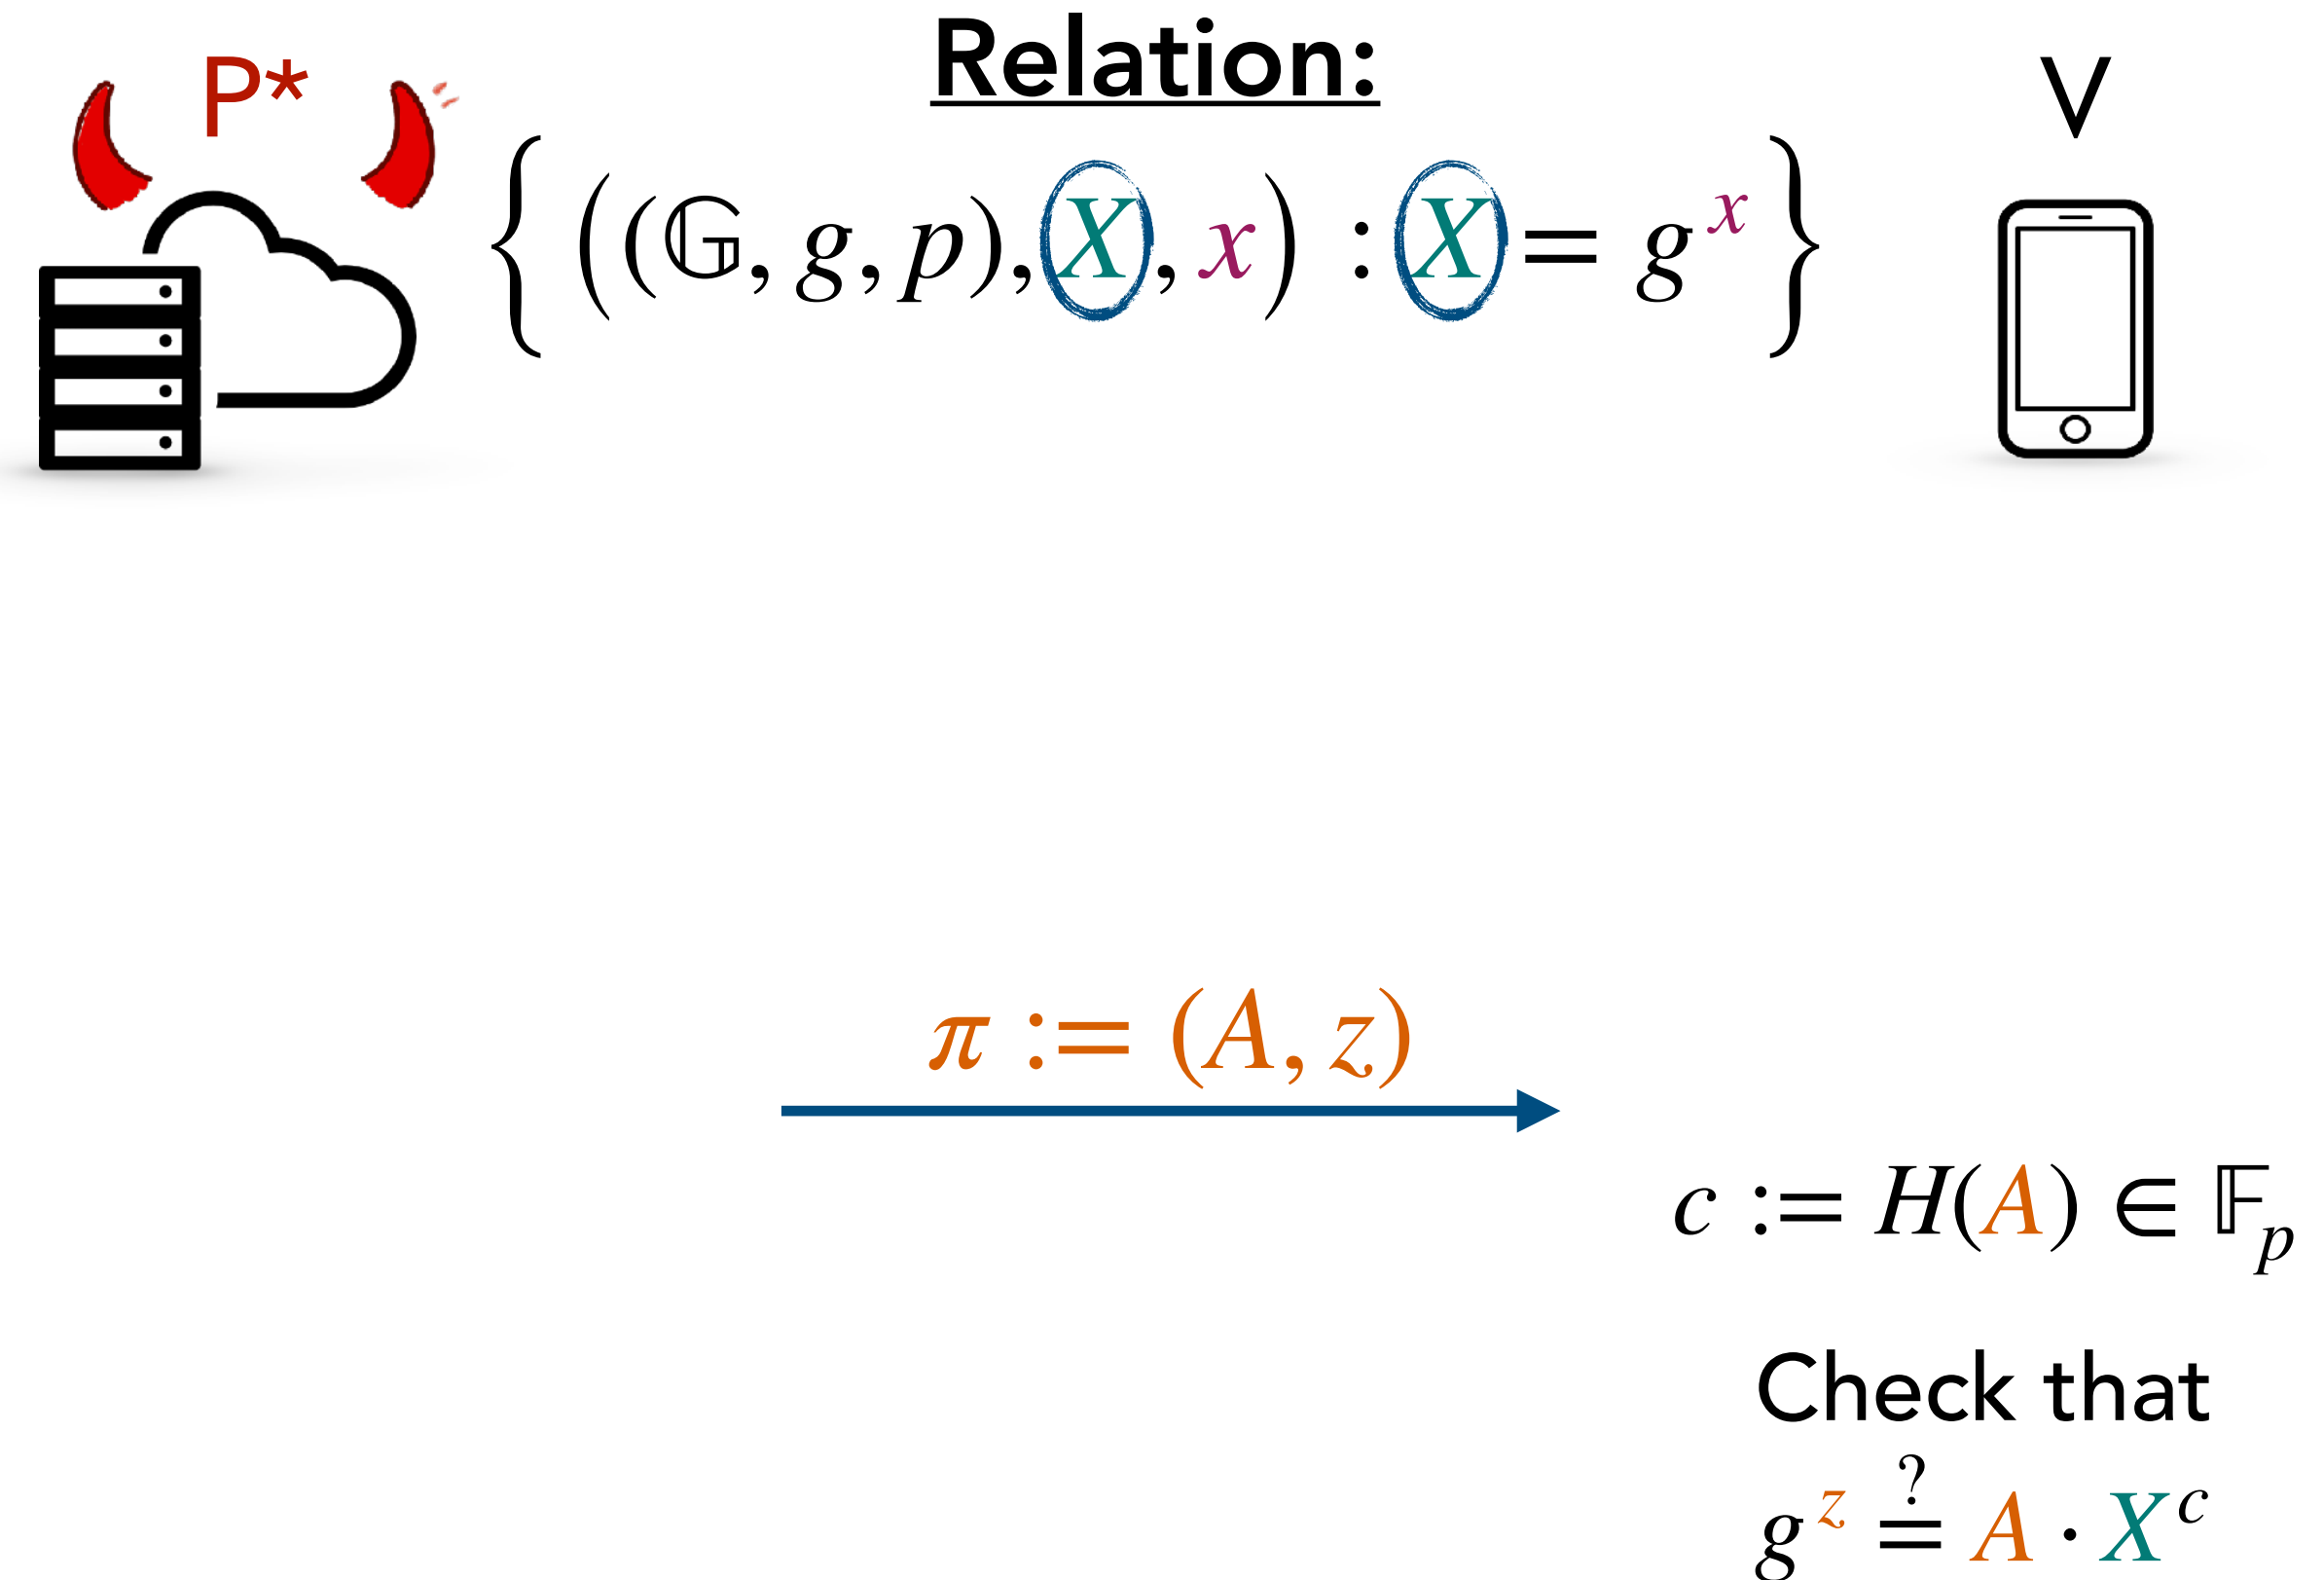 Relation:
P*
V
{((𝔾, g, p), X, x) : X = g^x}
π := (A, z)
c := H(A) ∈ 𝔽_p
Check that
g^z ≟ A · X^c